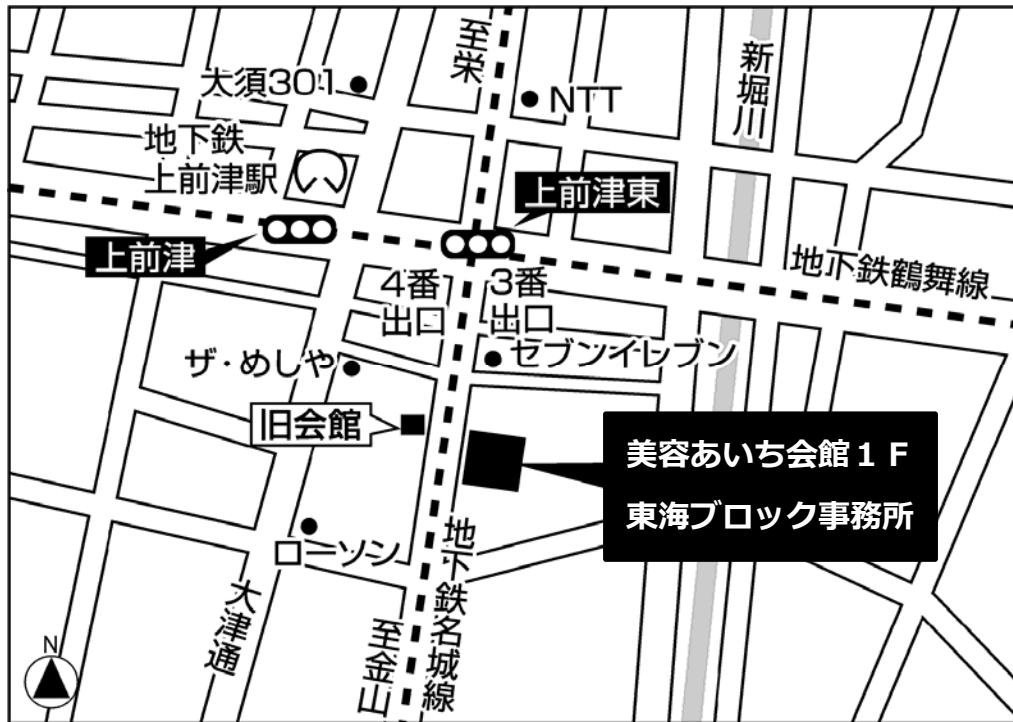 至栄
新堀川
大須301
NTT
地下鉄
上前津駅
上前津東
上前津
地下鉄鶴舞線
4番
出口
3番
出口
セブンイレブン
ザ・めしや
旧会館
美容あいち会館１Ｆ
東海ブロック事務所
ローソン
地下鉄名城線
大津通
至金山
N